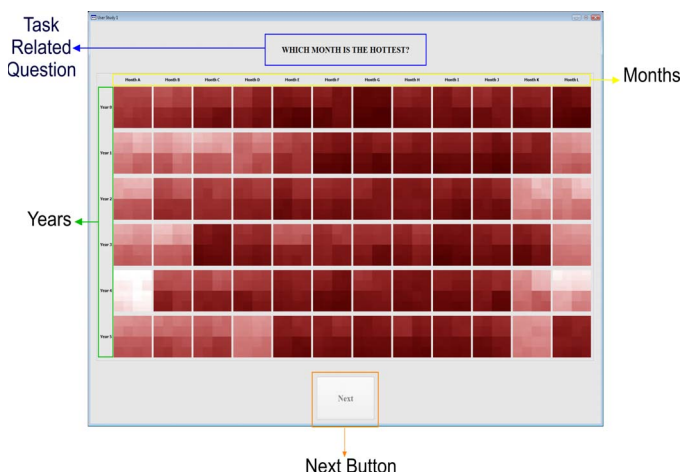 User Study 3
Task
Related
Question
WHICH MONTH IS THE HOTTEST?
Month A Month B Month C Month D Month E Month F Month G Month H Month I Month J Month K Month L
Months
Year 0
Year 1
Year 2
Years
Year 3
Year 4
Year 5
Next
Next Button